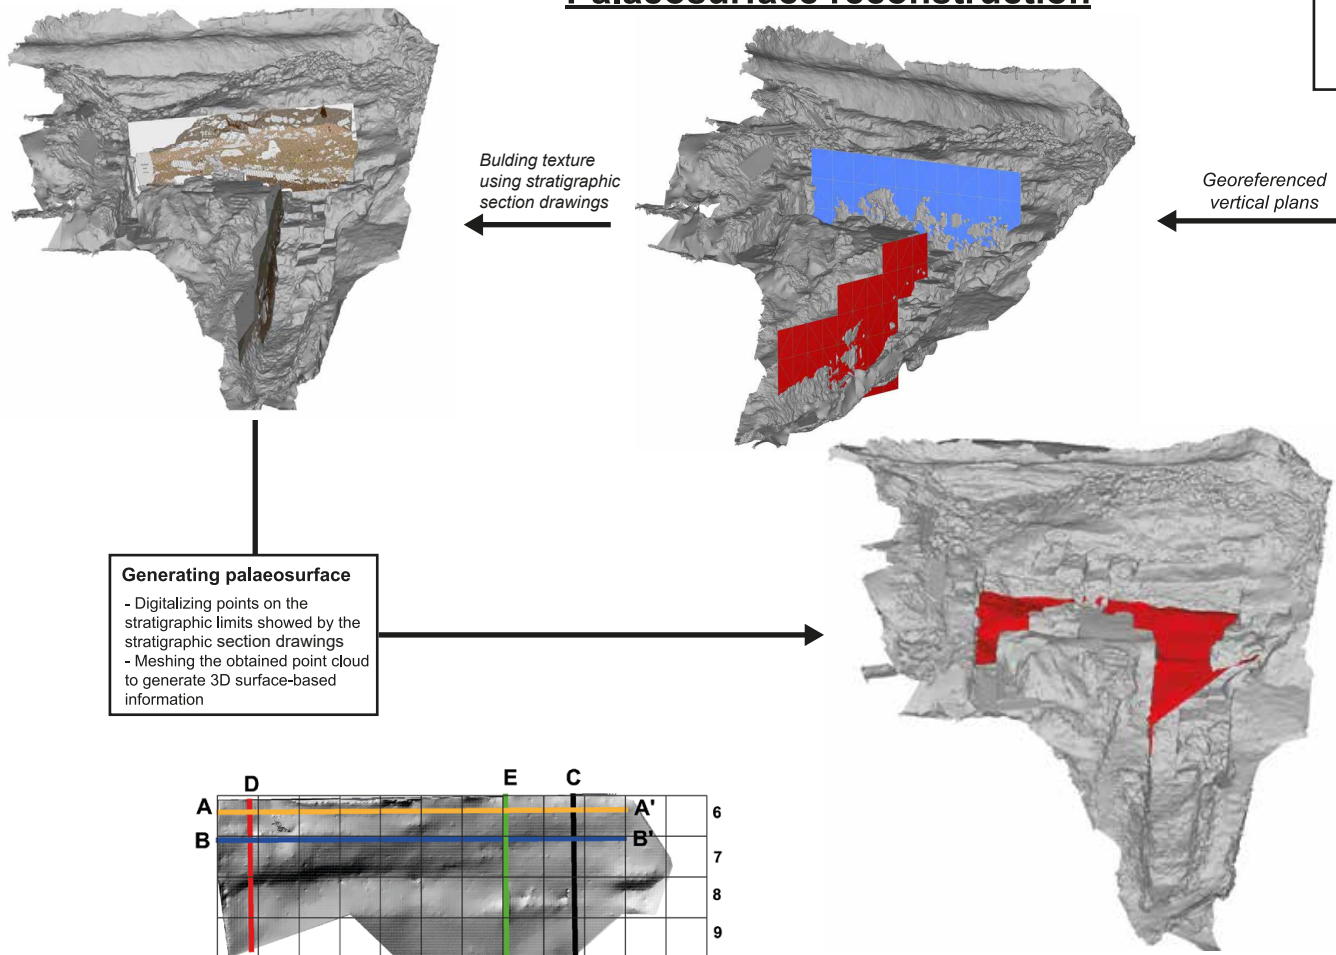 Palaeosurface reconstruction
Bulding texture
using stratigraphic
section drawings
Georeferenced
vertical plans
Generating palaeosurface
- Digitalizing points on the
stratigraphic limits showed by the
stratigraphic section drawings
- Meshing the obtained point cloud
to generate 3D surface-based
information
D
E
C
A
A'
6
B
B'
7
8
9